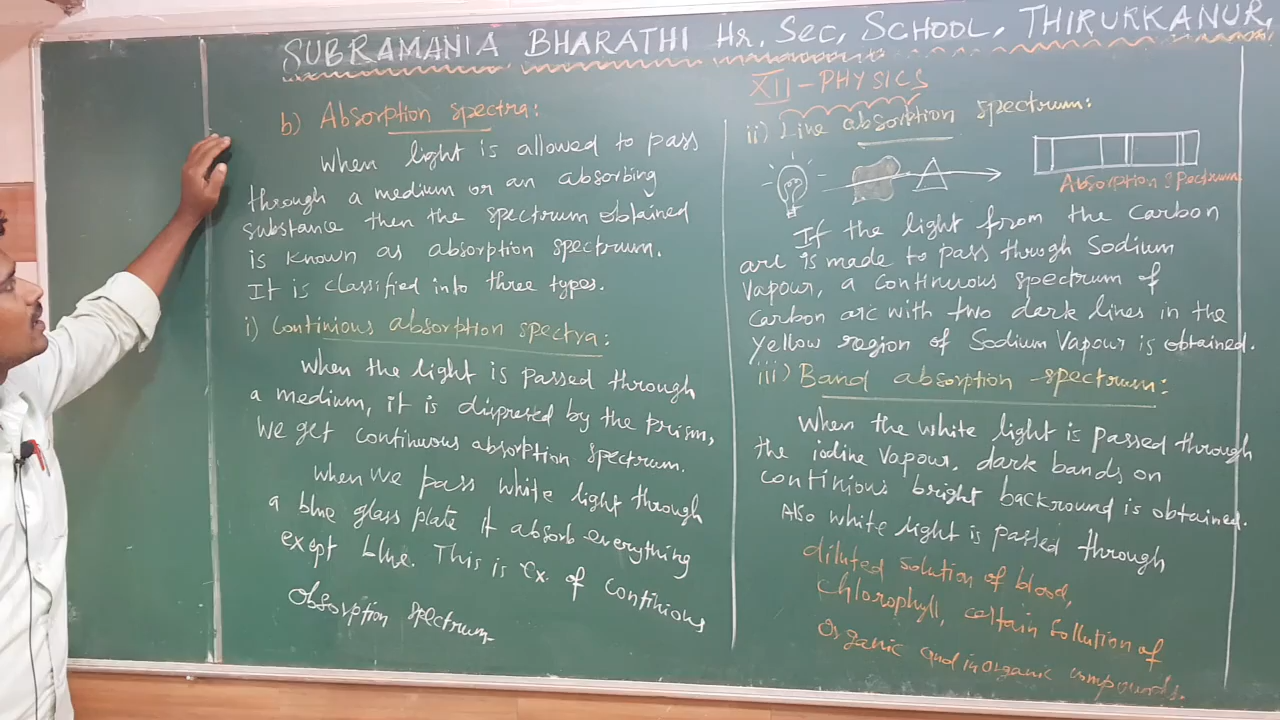 SUBRAMANIA BHARATHI Hr. Sec, SCHOOL, THIRUKKANUR,
XII - PHYSICS
b) Absorption spectra:
When light is allowed to pass
through a medium or an absorbing
substance then the spectrum obtained
is known as absorption spectrum.
It is classified into three types.
i) Continious absorption spectra:
When the light is passed through
a medium, it is dispresed by the prism,
We get continuous absorption spectrum.
When we pass white light through
a blue glass plate it absorb everything
except blue. This is ex. of continious
obsorption spectrum
ii) Line absorption spectrum:
Absorption spectrum
If the light from the carbon
arc is made to pass through Sodium
Vapour, a continuous spectrum of
carbon arc with two dark lines in the
yellow region of Sodium Vapour is obtained.
iii) Band absorption spectrum:
When the white light is passed through
the iodine vapour. dark bands on
continious bright backround is obtained.
Also white light is passed through
diluted solution of blood,
chlorophyll, certain sollution of
organic and inorganic compounds.